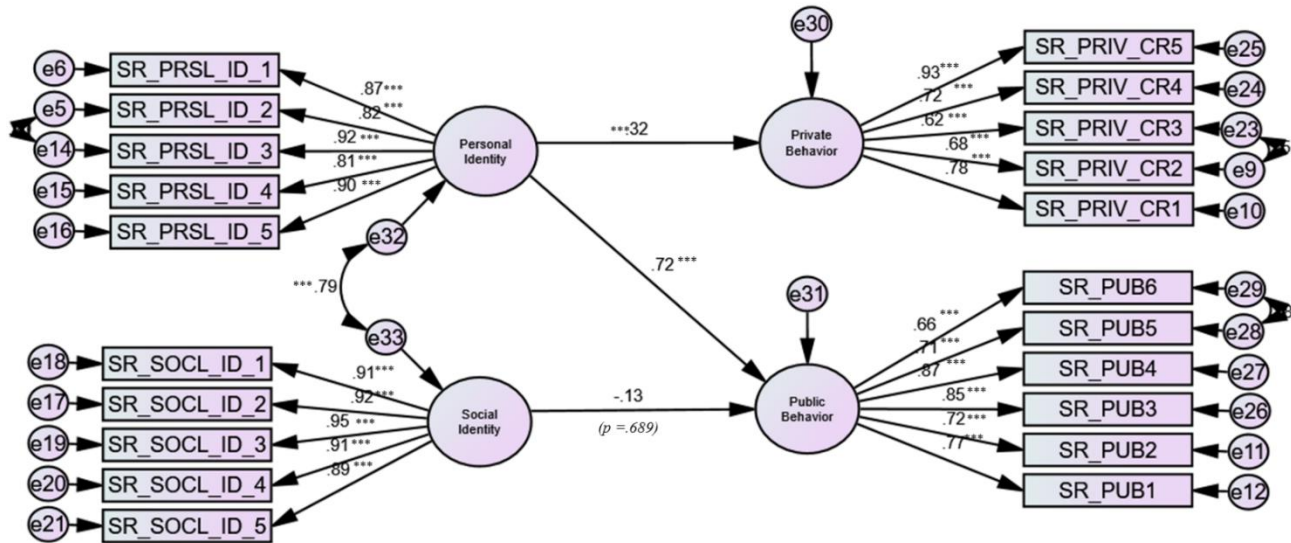 e30
e6 SR_PRSL_ID_1
.87***
e5 SR_PRSL_ID_2
.82***
e14 SR_PRSL_ID_3
.92 ***
e15 SR_PRSL_ID_4
.81***
e16 SR_PRSL_ID_5
.90 ***
Personal
Identity
***.32
Private
Behavior
.93***
SR_PRIV_CR5 e25
.72 ***
SR_PRIV_CR4 e24
.62 ***
SR_PRIV_CR3 e23
.68 ***
SR_PRIV_CR2 e9
.78 ***
SR_PRIV_CR1 e10
e32
***.79
e33
.72 ***
e31
e18 SR_SOCL_ID_1
.91***
e17 SR_SOCL_ID_2
.92***
e19 SR_SOCL_ID_3
.95 ***
e20 SR_SOCL_ID_4
.91***
e21 SR_SOCL_ID_5
.89 ***
Social
Identity
-.13
(p =.689)
Public
Behavior
.66 ***
SR_PUB6 e29
.71***
SR_PUB5 e28
.87 ***
SR_PUB4 e27
.85***
SR_PUB3 e26
.72***
SR_PUB2 e11
.77***
SR_PUB1 e12